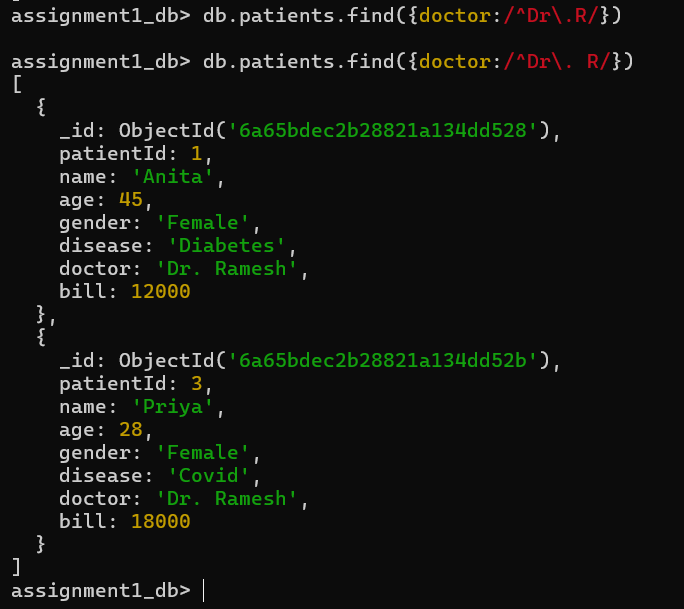 assignment1_db> db.patients.find({doctor:/^Dr\.R/})
assignment1_db> db.patients.find({doctor:/^Dr\. R/})
[
  {
    _id: ObjectId('6a65bdec2b28821a134dd528'),
    patientId: 1,
    name: 'Anita',
    age: 45,
    gender: 'Female',
    disease: 'Diabetes',
    doctor: 'Dr. Ramesh',
    bill: 12000
  },
  {
    _id: ObjectId('6a65bdec2b28821a134dd52b'),
    patientId: 3,
    name: 'Priya',
    age: 28,
    gender: 'Female',
    disease: 'Covid',
    doctor: 'Dr. Ramesh',
    bill: 18000
  }
]
assignment1_db>